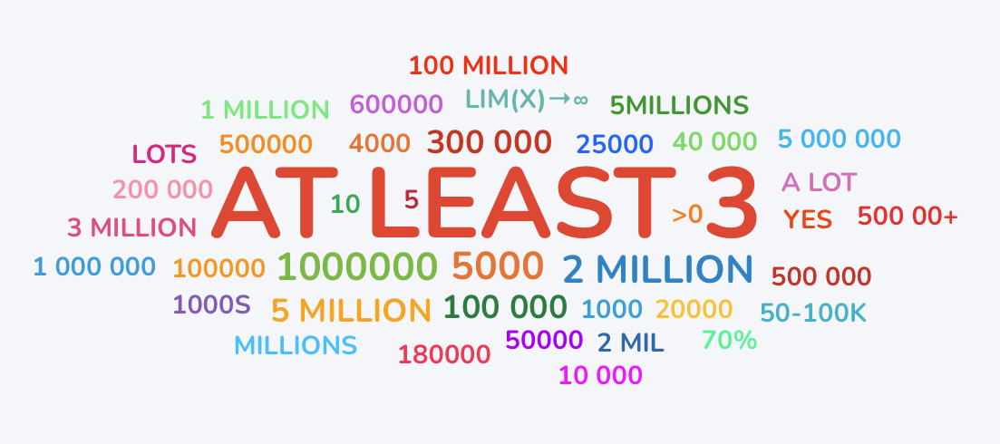 100 MILLION
1 MILLION 600000 LIM(X)→∞ 5MILLIONS
LOTS 500000 4000 300 000 25000 40 000 5 000 000
200 000 AT LEAST 3 A LOT
10 5 >0
3 MILLION YES 500 00+
1 000 000 100000 1000000 5000 2 MILLION 500 000
1000S 5 MILLION 100 000 1000 20000 50-100K
MILLIONS 180000 50000 2 MIL 70%
10 000